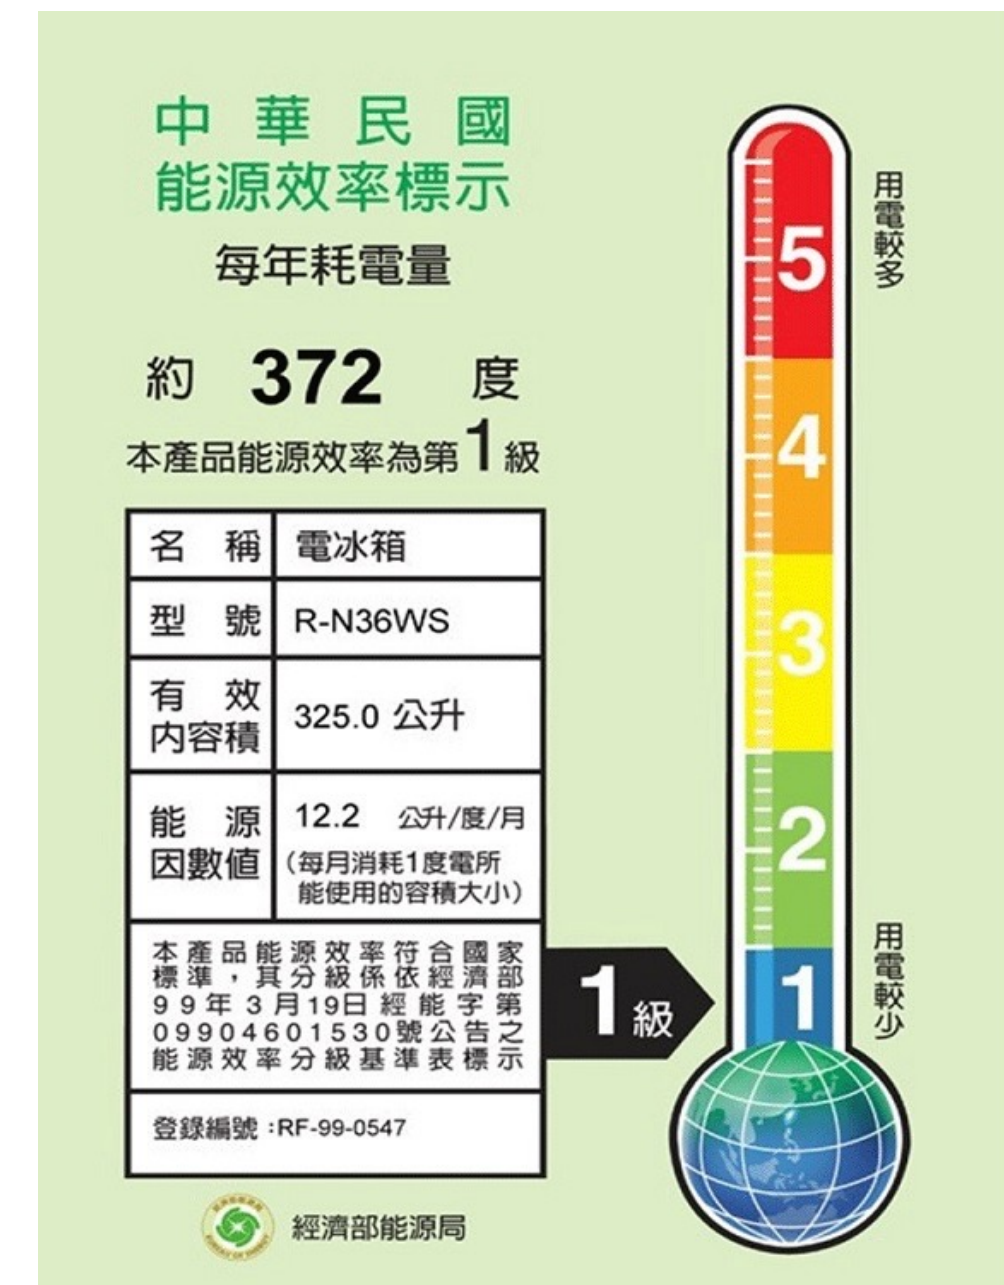 中華民國
能源效率標示
每年耗電量
約 372 度
本產品能源效率為第1級
名稱 電冰箱
型號 R-N36WS
有效
內容積
325.0 公升
能源
因數值
12.2 公升/度/月
(每月消耗1度電所
能使用的容積大小)
本產品能源效率符合國家
標準，其分級係依經濟部
99年3月19日經能字第
09904601530號公告之
能源效率分級基準表標示
登錄編號:RF-99-0547
經濟部能源局
1級
用電較多
5
4
3
2
1
用電較少